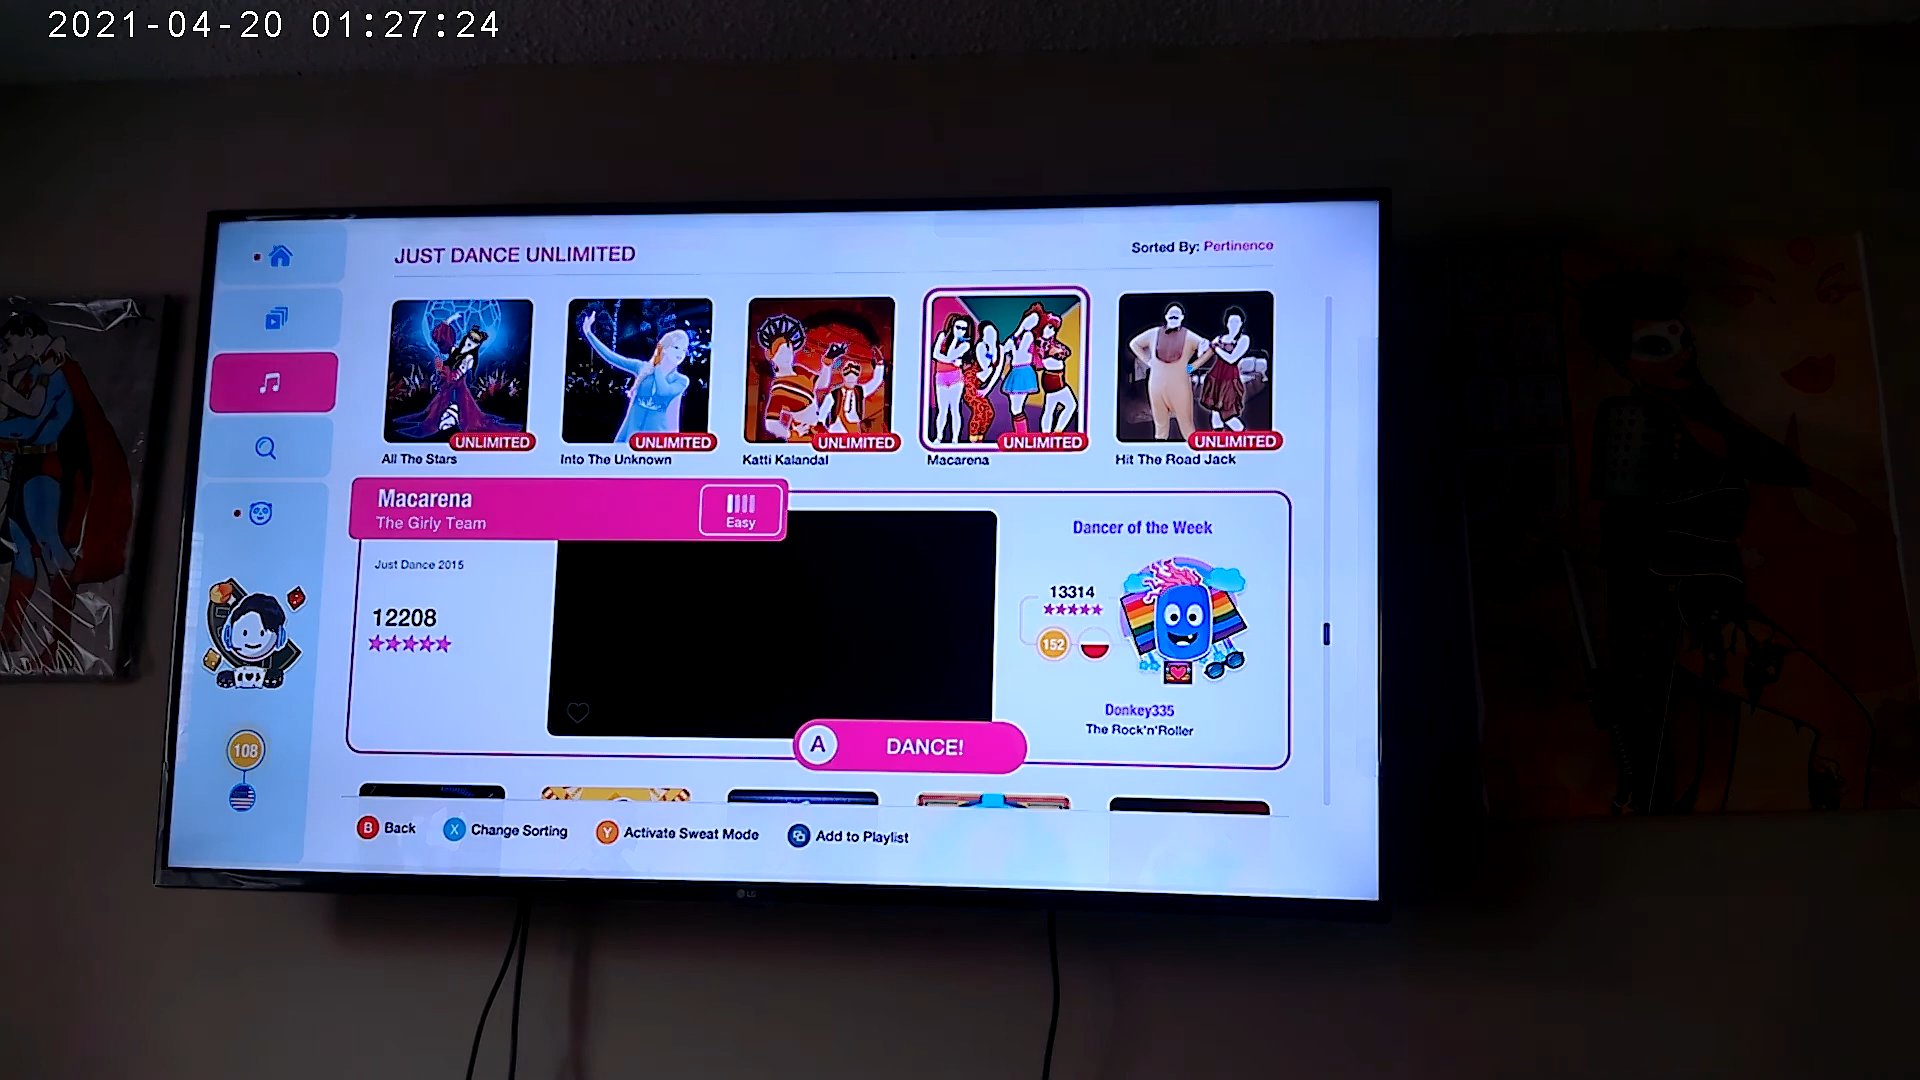 2021-04-20 01:27:24
JUST DANCE UNLIMITED
Sorted By: Pertinence
UNLIMITED
UNLIMITED
UNLIMITED
UNLIMITED
UNLIMITED
All The Stars
Into The Unknown
Katti Kalandal
Macarena
Hit The Road Jack
Macarena
The Girly Team
Easy
Just Dance 2015
12208
Dancer of the Week
13314
152
Donkey335
The Rock'n'Roller
108
A DANCE!
B Back
X Change Sorting
Y Activate Sweat Mode
Add to Playlist
LG